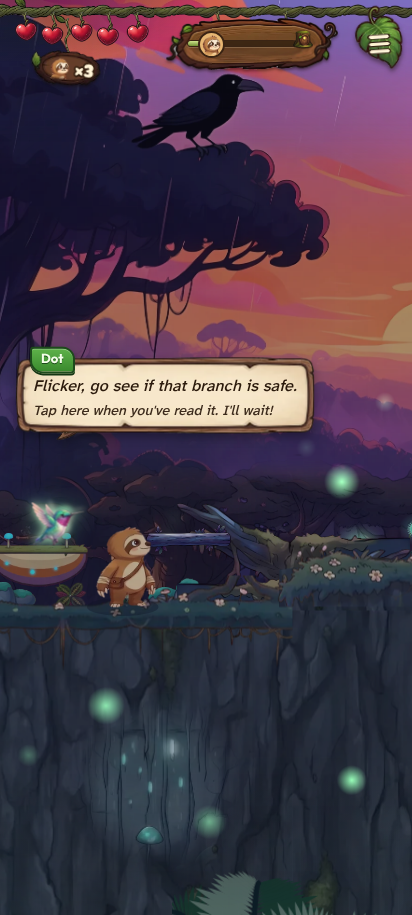 ×3
Dot
Flicker, go see if that branch is safe.
Tap here when you've read it. I'll wait!